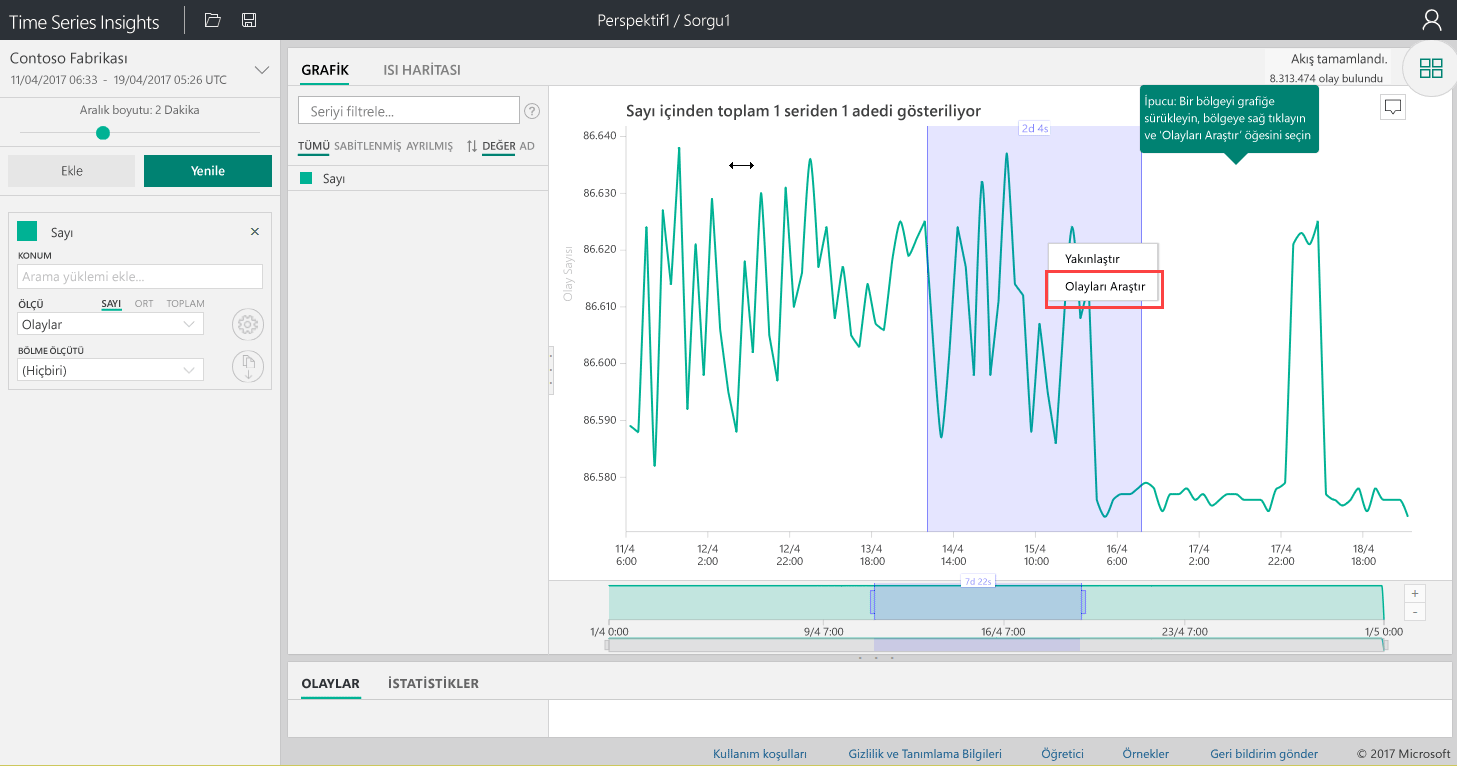 Time Series Insights
Perspektif1 / Sorgu1
Contoso Fabrikası
11/04/2017 06:33 - 19/04/2017 05:26 UTC
Aralık boyutu: 2 Dakika
Ekle
Yenile
Sayı
KONUM
Arama yüklemi ekle...
ÖLÇÜ
SAYI ORT TOPLAM
Olaylar
BÖLME ÖLÇÜTÜ
(Hiçbiri)
GRAFİK
ISI HARİTASI
Akış tamamlandı.
8.313.474 olay bulundu
Seriyi filtrele...
?
TÜMÜ SABİTLENMİŞ AYRILMIŞ
DEĞER AD
Sayı
Sayı içinden toplam 1 seriden 1 adedi gösteriliyor
İpucu: Bir bölgeyi grafiğe
sürükleyin, bölgeye sağ tıklayın
ve 'Olayları Araştır' öğesini seçin
2d 4s
Olay Sayısı
86.640
86.630
86.620
86.610
86.600
86.590
86.580
Yakınlaştır
Olayları Araştır
11/4 6:00
12/4 2:00
12/4 22:00
13/4 18:00
14/4 14:00
15/4 10:00
16/4 6:00
17/4 2:00
17/4 22:00
18/4 18:00
7d 22s
+
-
1/4 0:00
9/4 7:00
16/4 7:00
23/4 7:00
1/5 0:00
OLAYLAR
İSTATİSTİKLER
Kullanım koşulları
Gizlilik ve Tanımlama Bilgileri
Öğretici
Örnekler
Geri bildirim gönder
© 2017 Microsoft